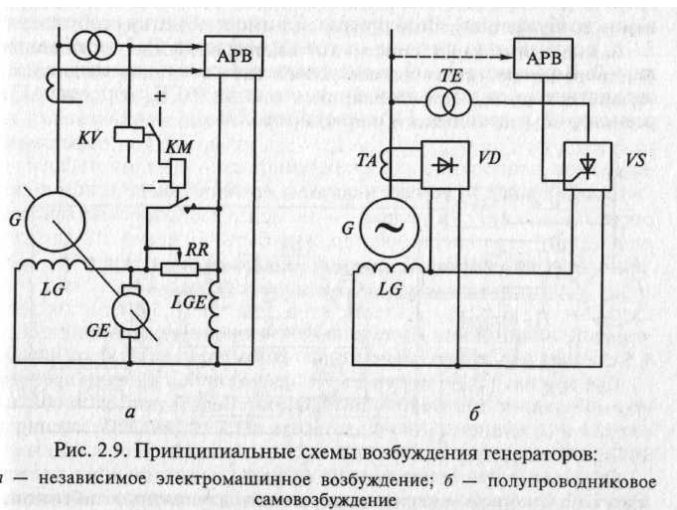 АРВ
АРВ
TE
+
KV
KM
TA
VD
VS
G
G
RR
LG
LGE
LG
GE
а
б
Рис. 2.9. Принципиальные схемы возбуждения генераторов:
— независимое электромашинное возбуждение; б — полупроводниковое
самовозбуждение